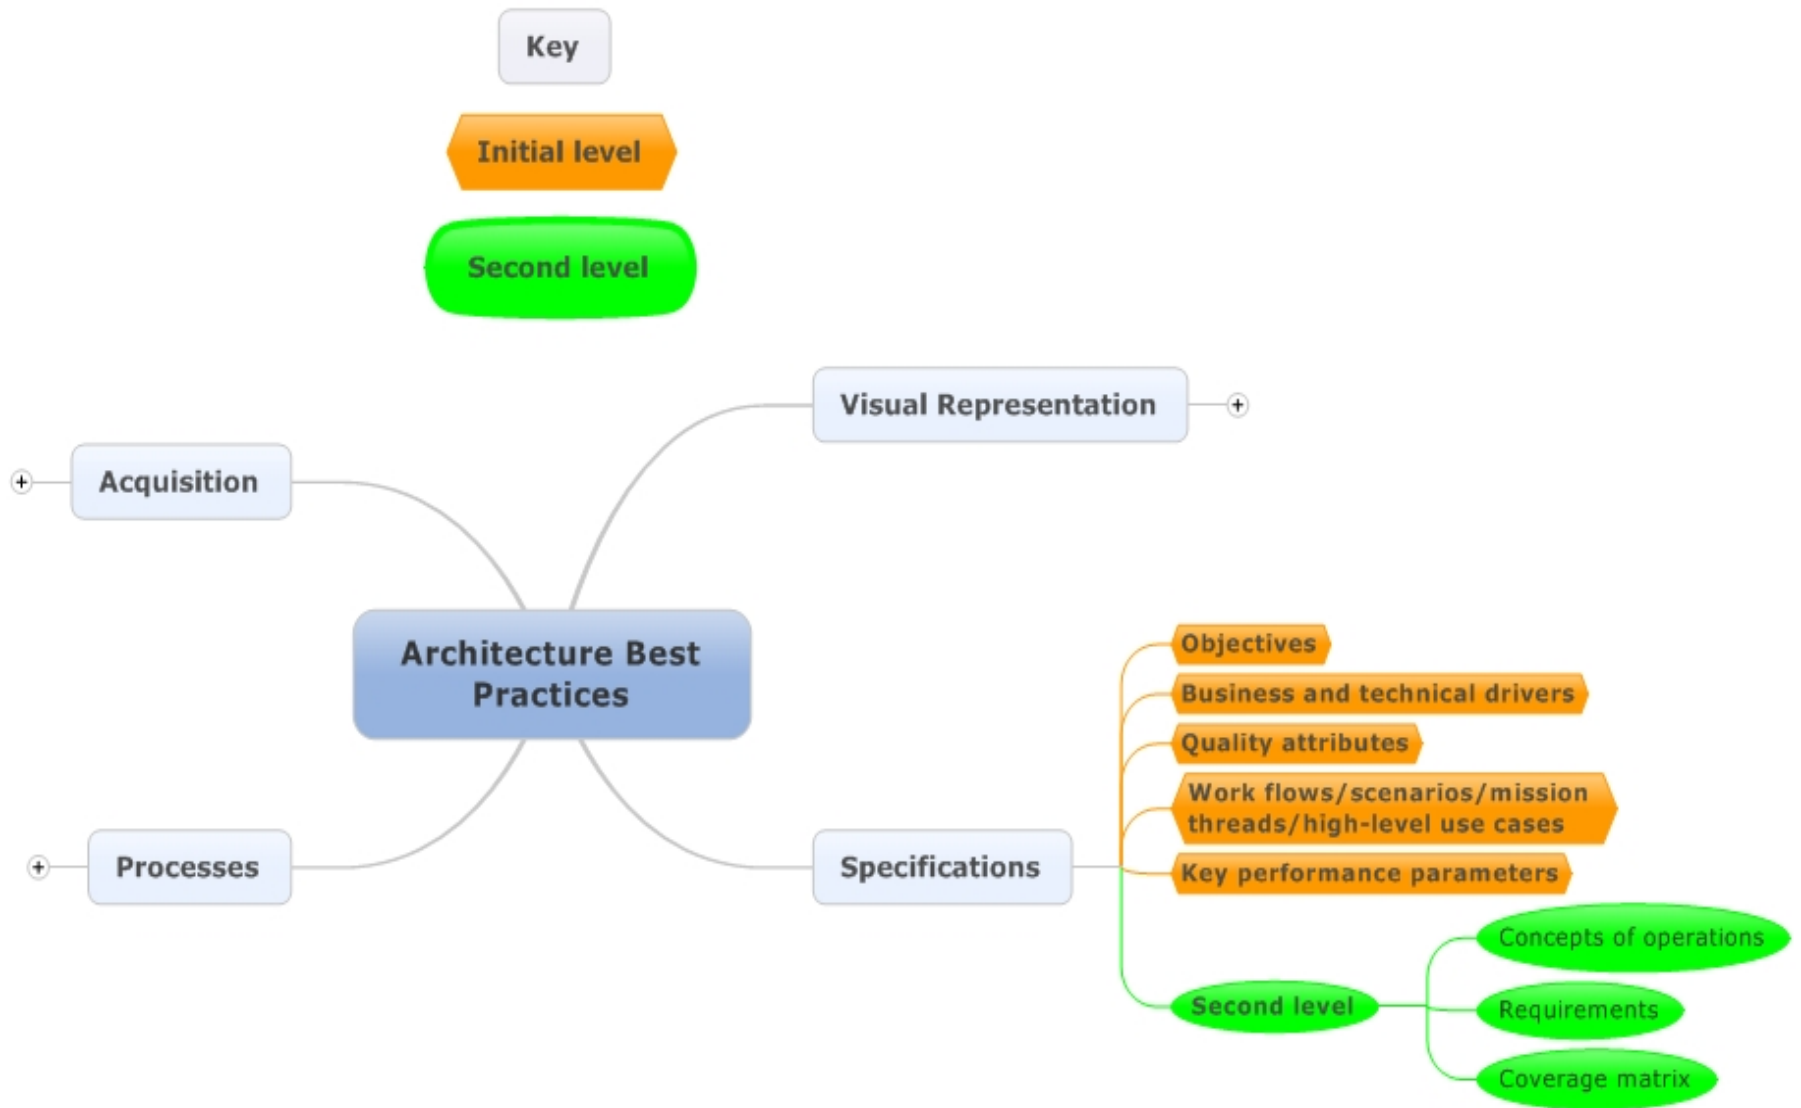 Key
Initial level
Second level
Visual Representation
+
+
Acquisition
Architecture Best
Practices
Objectives
Business and technical drivers
Quality attributes
Work flows/scenarios/mission
threads/high-level use cases
+
Processes
Specifications
Key performance parameters
Concepts of operations
Second level
Requirements
Coverage matrix